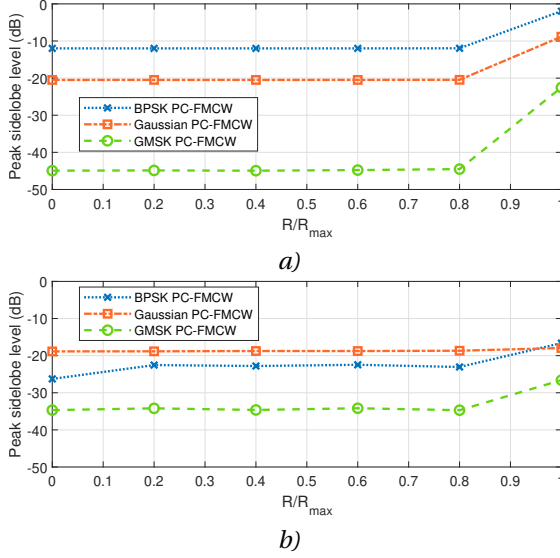 0
-10
-20
-30
-40
-50
Peak sidelobe level (dB)
BPSK PC-FMCW
Gaussian PC-FMCW
GMSK PC-FMCW
0 0.1 0.2 0.3 0.4 0.5 0.6 0.7 0.8 0.9 1
R/Rmax
a)
0
-10
-20
-30
-40
-50
Peak sidelobe level (dB)
BPSK PC-FMCW
Gaussian PC-FMCW
GMSK PC-FMCW
0 0.1 0.2 0.3 0.4 0.5 0.6 0.7 0.8 0.9 1
R/Rmax
b)